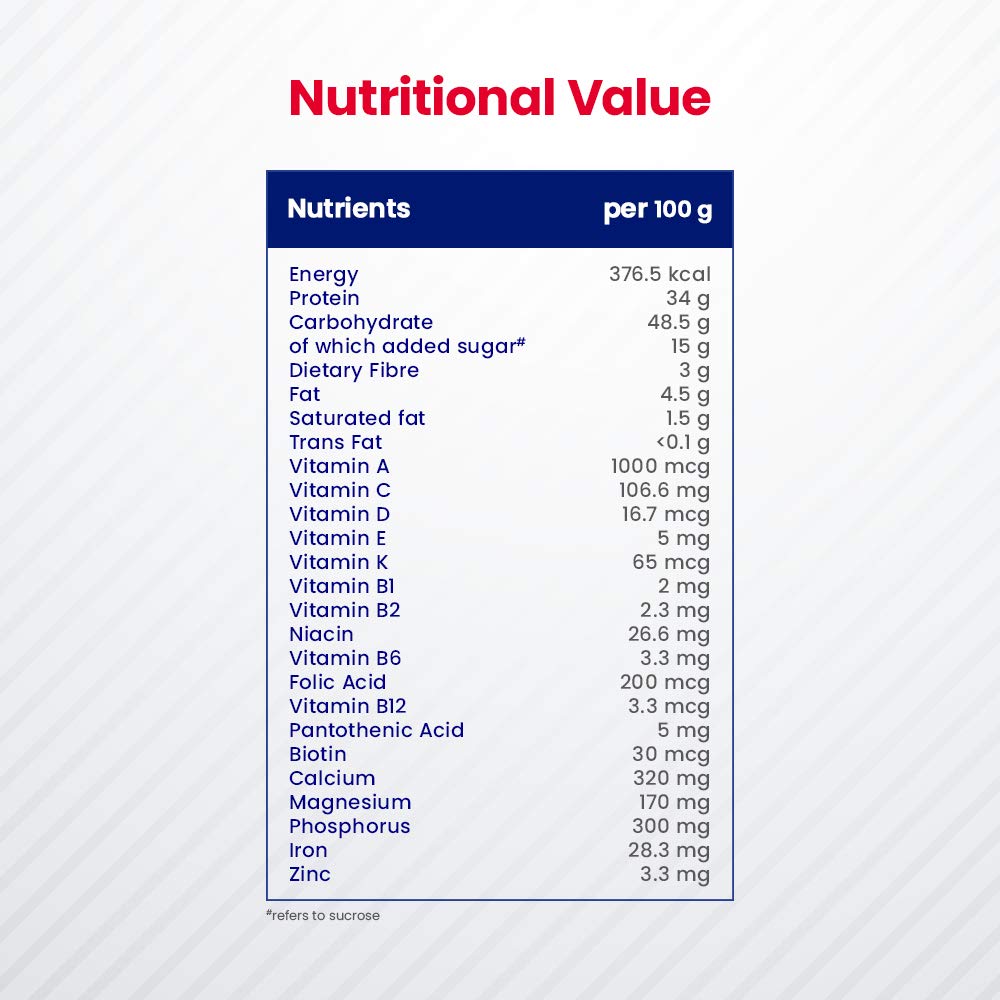 Nutritional Value
Nutrients per 100 g
Energy 376.5 kcal
Protein 34 g
Carbohydrate 48.5 g
of which added sugar# 15 g
Dietary Fibre 3 g
Fat 4.5 g
Saturated fat 1.5 g
Trans Fat <0.1 g
Vitamin A 1000 mcg
Vitamin C 106.6 mg
Vitamin D 16.7 mcg
Vitamin E 5 mg
Vitamin K 65 mcg
Vitamin B1 2 mg
Vitamin B2 2.3 mg
Niacin 26.6 mg
Vitamin B6 3.3 mg
Folic Acid 200 mcg
Vitamin B12 3.3 mcg
Pantothenic Acid 5 mg
Biotin 30 mcg
Calcium 320 mg
Magnesium 170 mg
Phosphorus 300 mg
Iron 28.3 mg
Zinc 3.3 mg
#refers to sucrose